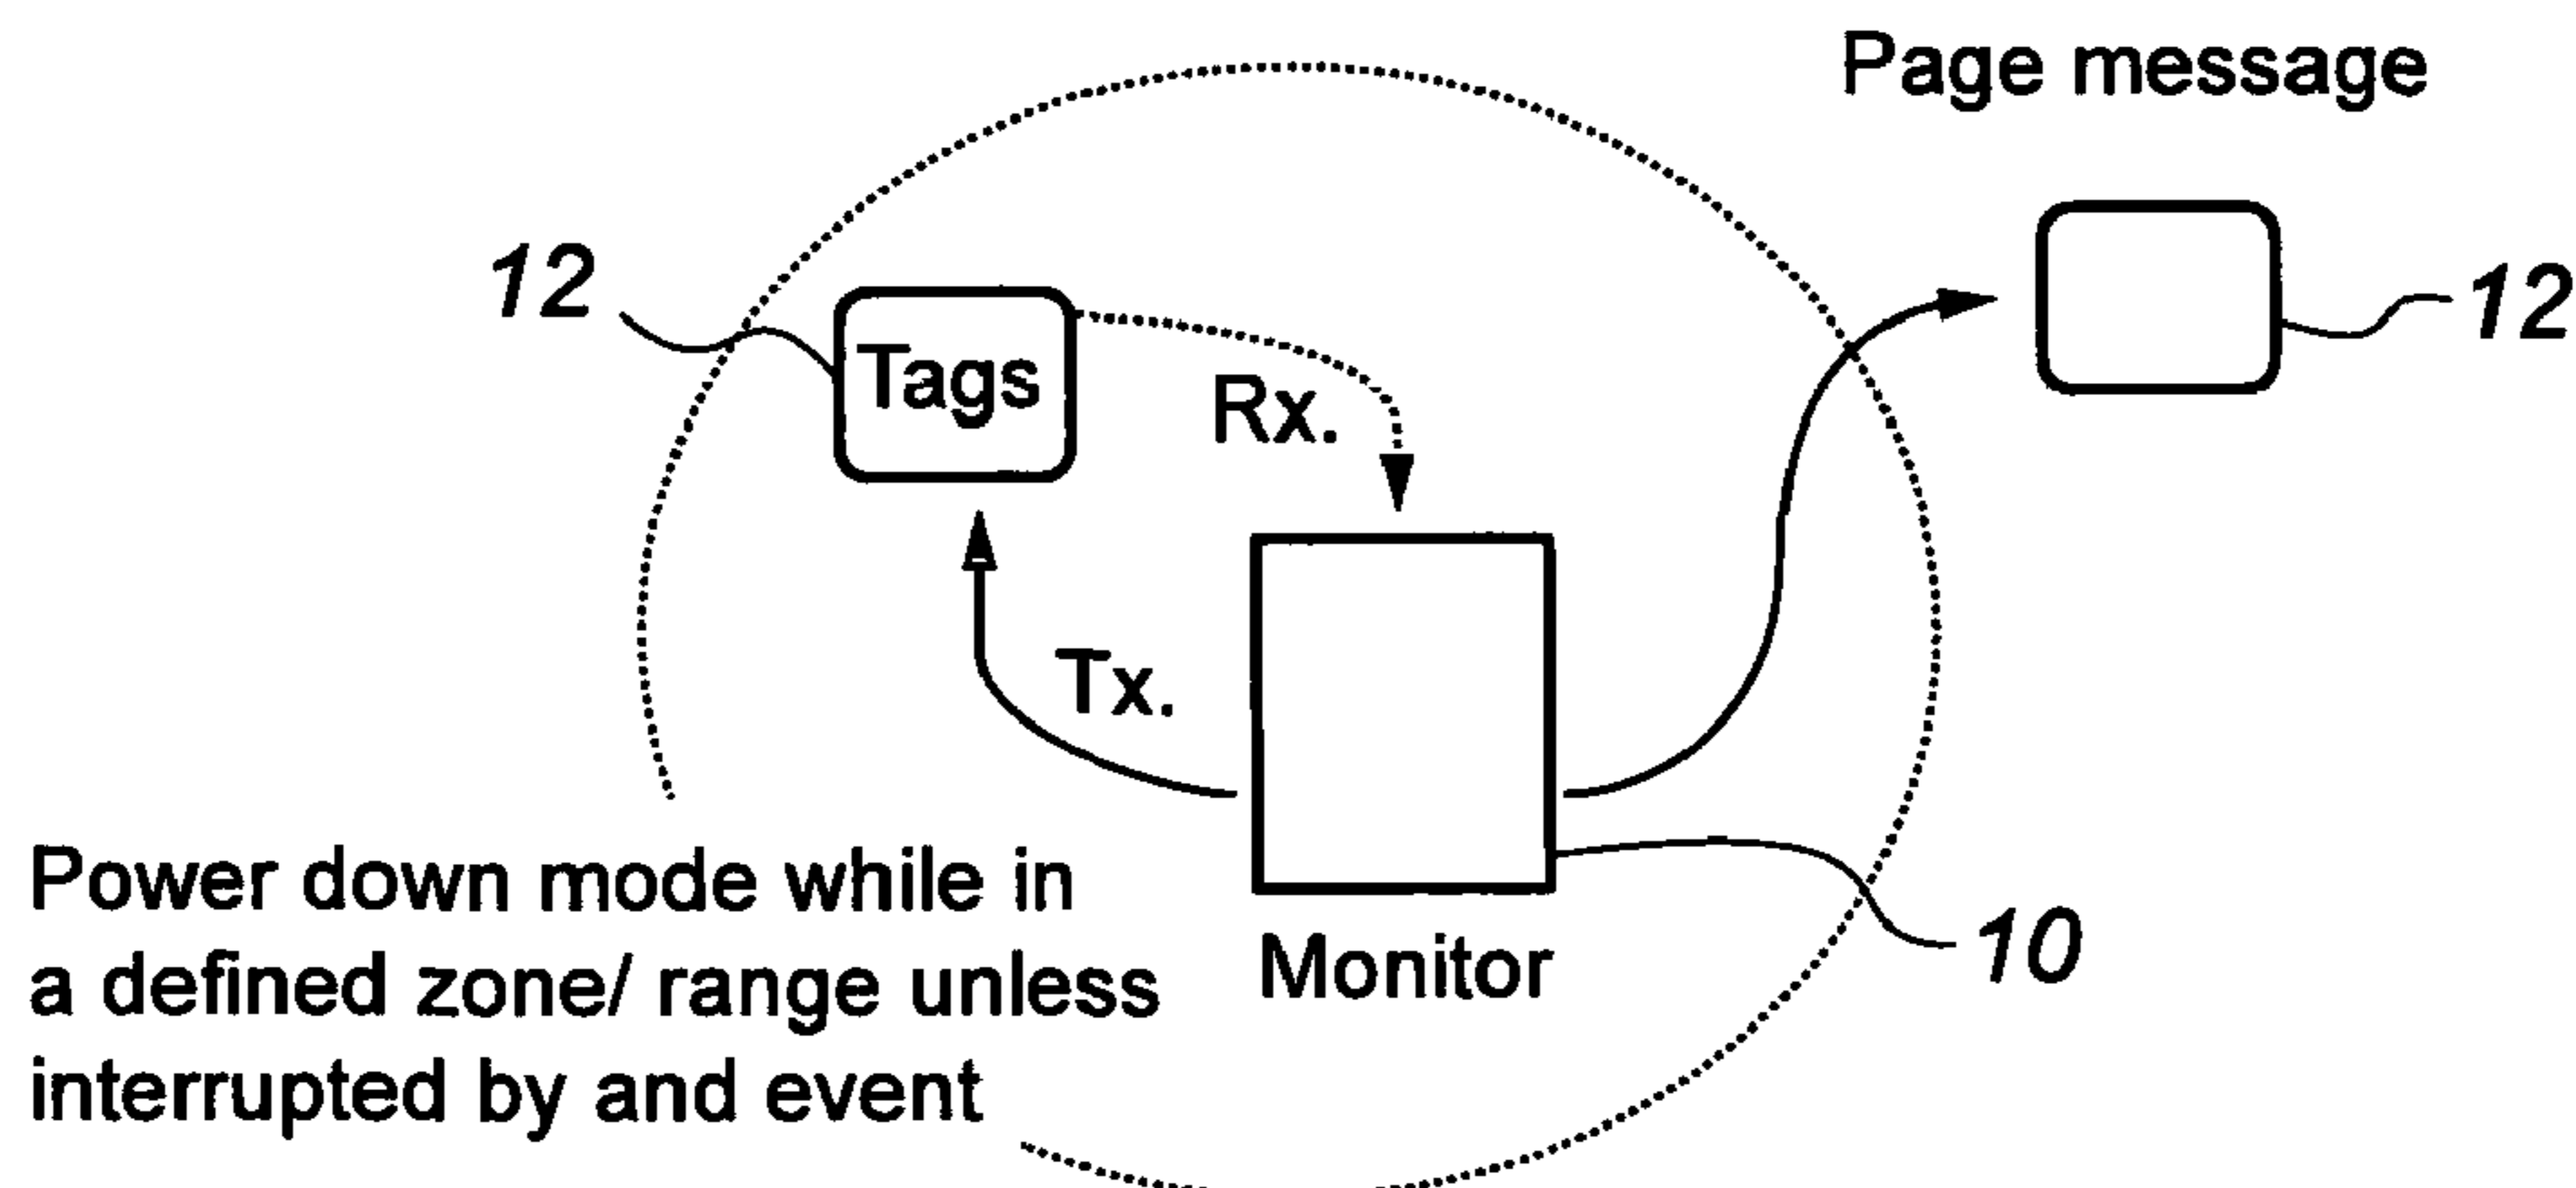 Page message
12
Tags
Rx.
12
Tx.
Power down mode while in
a defined zone/ range unless
interrupted by and event
Monitor
10